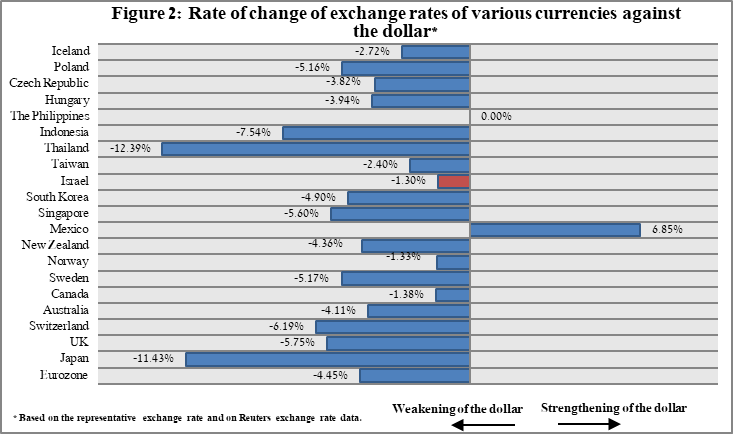 Figure 2: Rate of change of exchange rates of various currencies against
the dollar*
Iceland -2.72%
Poland -5.16%
Czech Republic -3.82%
Hungary -3.94%
The Philippines 0.00%
Indonesia -7.54%
Thailand -12.39%
Taiwan -2.40%
Israel -1.30%
South Korea -4.90%
Singapore -5.60%
Mexico 6.85%
New Zealand -4.36%
Norway -1.33%
Sweden -5.17%
Canada -1.38%
Australia -4.11%
Switzerland -6.19%
UK -5.75%
Japan -11.43%
Eurozone -4.45%
Weakening of the dollar Strengthening of the dollar
* Based on the representative exchange rate and on Reuters exchange rate data.